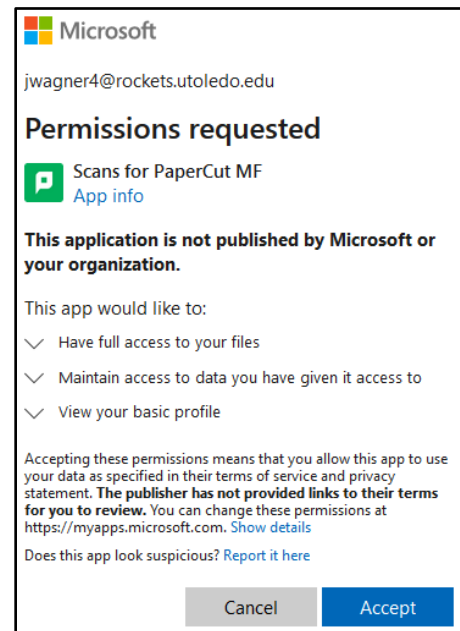 Microsoft
jwagner4@rockets.utoledo.edu
Permissions requested
Scans for PaperCut MF
App info
This application is not published by Microsoft or
your organization.
This app would like to:
Have full access to your files
Maintain access to data you have given it access to
View your basic profile
Accepting these permissions means that you allow this app to use
your data as specified in their terms of service and privacy
statement. The publisher has not provided links to their terms
for you to review. You can change these permissions at
https://myapps.microsoft.com. Show details
Does this app look suspicious? Report it here
Cancel Accept